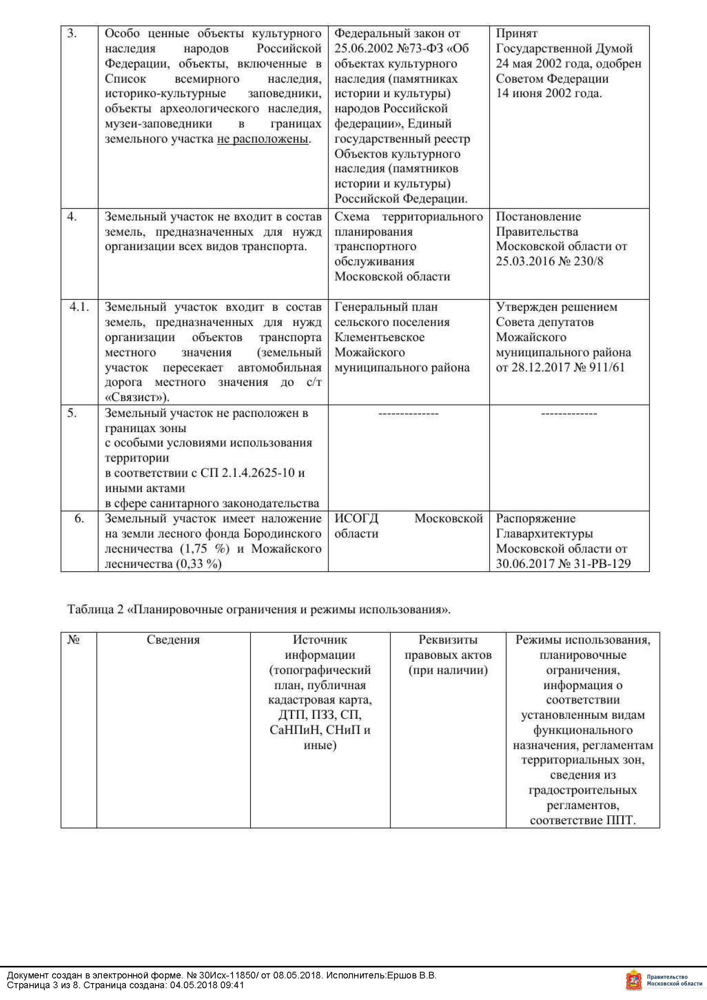 3.
Особо ценные объекты культурного
наследия народов Российской
Федерации, объекты, включенные в
Список всемирного наследия,
историко-культурные заповедники,
объекты археологического наследия,
музеи-заповедники в границах
земельного участка не расположены.
Федеральный закон от
25.06.2002 №73-ФЗ «Об
объектах культурного
наследия (памятниках
истории и культуры)
народов Российской
федерации», Единый
государственный реестр
Объектов культурного
наследия (памятников
истории и культуры)
Российской Федерации.
Принят
Государственной Думой
24 мая 2002 года, одобрен
Советом Федерации
14 июня 2002 года.
4.
Земельный участок не входит в состав
земель, предназначенных для нужд
организации всех видов транспорта.
Схема территориального
планирования
транспортного
обслуживания
Московской области
Постановление
Правительства
Московской области от
25.03.2016 № 230/8
4.1.
Земельный участок входит в состав
земель, предназначенных для нужд
организации объектов транспорта
местного значения (земельный
участок пересекает автомобильная
дорога местного значения до с/т
«Связист»).
Генеральный план
сельского поселения
Клементьевское
Можайского
муниципального района
Утвержден решением
Совета депутатов
Можайского
муниципального района
от 28.12.2017 № 911/61
5.
Земельный участок не расположен в
границах зоны
с особыми условиями использования
территории
в соответствии с СП 2.1.4.2625-10 и
иными актами
в сфере санитарного законодательства
--------------
-------------
6.
Земельный участок имеет наложение
на земли лесного фонда Бородинского
лесничества (1,75 %) и Можайского
лесничества (0,33 %)
ИСОГД Московской
области
Распоряжение
Главархитектуры
Московской области от
30.06.2017 № 31-РВ-129
Таблица 2 «Планировочные ограничения и режимы использования».
№
Сведения
Источник
информации
(топографический
план, публичная
кадастровая карта,
ДТП, ПЗЗ, СП,
СаНПиН, СНиП и
иные)
Реквизиты
правовых актов
(при наличии)
Режимы использования,
планировочные
ограничения,
информация о
соответствии
установленным видам
функционального
назначения, регламентам
территориальных зон,
сведения из
градостроительных
регламентов,
соответствие ППТ.
Документ создан в электронной форме. № 30Исх-11850/ от 08.05.2018. Исполнитель:Ершов В.В.
Страница 3 из 8. Страница создана: 04.05.2018 09:41
Правительство
Московской области